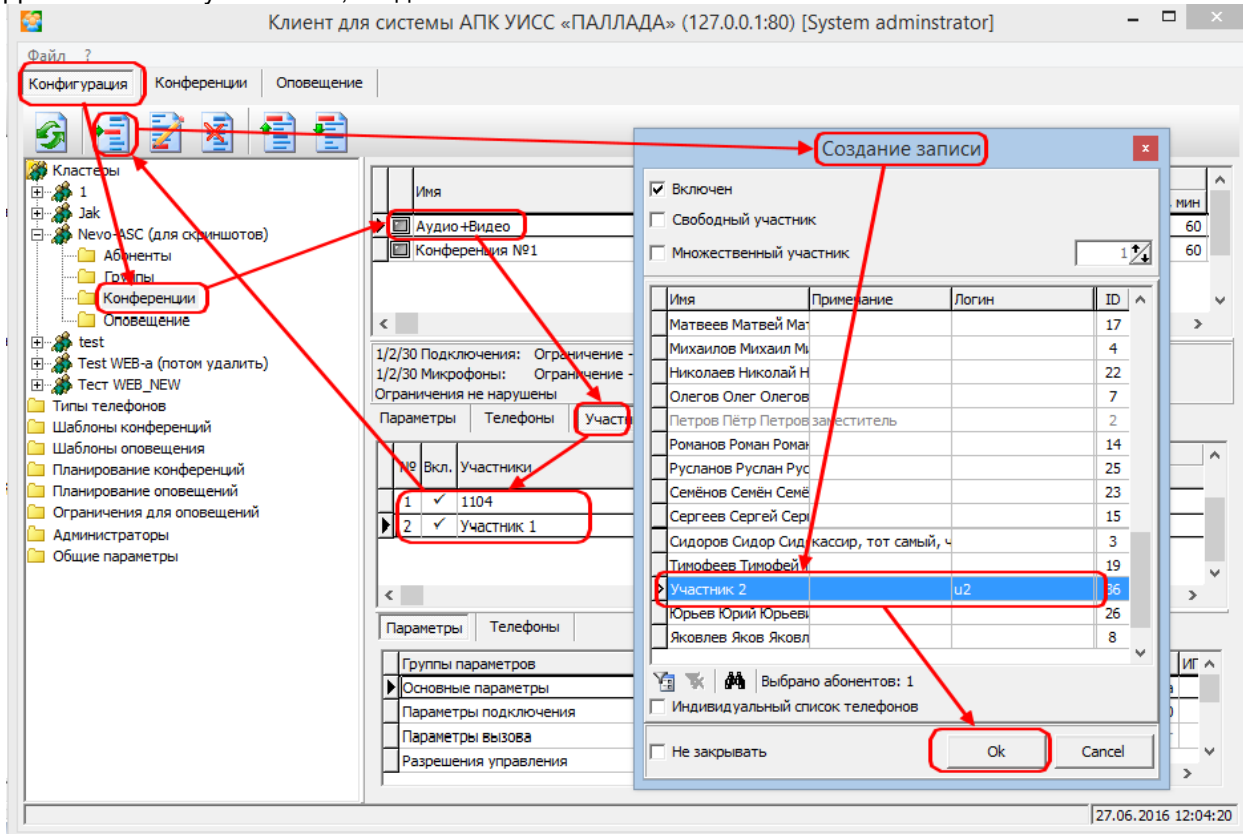 Клиент для системы АПК УИСС «ПАЛЛАДА» (127.0.0.1:80) [System adminstrator]
Файл ?
Конфигурация Конференции Оповещение
Кластеры
1
Jak
Nevo-ASC (для скриншотов)
Абоненты
Группы
Конференции
Оповещение
test
Test WEB-а (потом удалить)
Тест WEB_NEW
Типы телефонов
Шаблоны конференций
Шаблоны оповещения
Планирование конференций
Планирование оповещений
Ограничения для оповещений
Администраторы
Общие параметры
Имя
мин
Аудио+Видео 60
Конференция №1 60
1/2/30 Подключения: Ограничение -
1/2/30 Микрофоны: Ограничение -
Ограничения не нарушены
Параметры Телефоны Участ
№ Вкл. Участники
1 ✓ 1104
2 ✓ Участник 1
Параметры Телефоны
Группы параметров
ИГ
Основные параметры
Параметры подключения
Параметры вызова
Разрешения управления
Создание записи
x
Включен
Свободный участник
Множественный участник 1
Имя Примечание Логин ID
Матвеев Матвей Мат 17
Михаилов Михаил Ми 4
Николаев Николай Н 22
Олегов Олег Олегов 7
Петров Пётр Петров заместитель 2
Романов Роман Роман 14
Русланов Руслан Рус 25
Семёнов Семён Семё 23
Сергеев Сергей Серг 15
Сидоров Сидор Сид кассир, тот самый, ч 3
Тимофеев Тимофей 19
Участник 2 u2 36
Юрьев Юрий Юрьеви 26
Яковлев Яков Яковл 8
Выбрано абонентов: 1
Индивидуальный список телефонов
Не закрывать Ok Cancel
27.06.2016 12:04:20